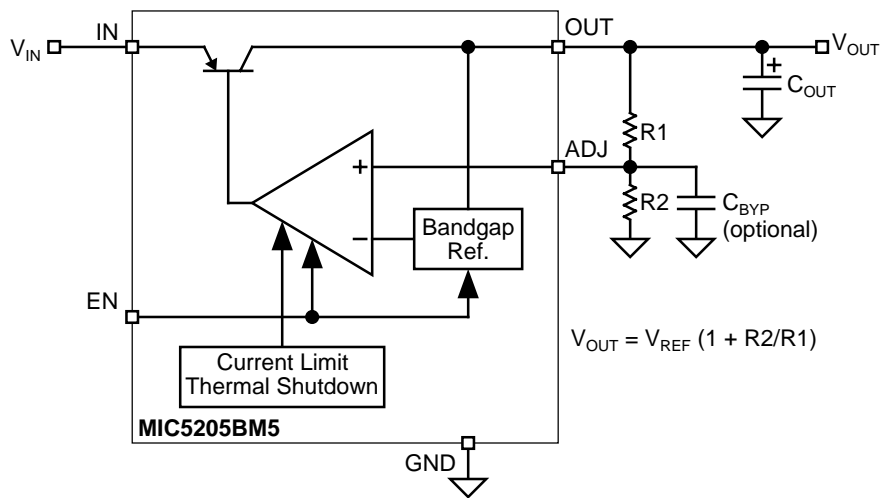 IN
OUT
V_IN
V_OUT
+
C_OUT
R1
ADJ
+
R2
C_BYP
(optional)
Bandgap
Ref.
−
EN
V_OUT = V_REF (1 + R2/R1)
Current Limit
Thermal Shutdown
MIC5205BM5
GND